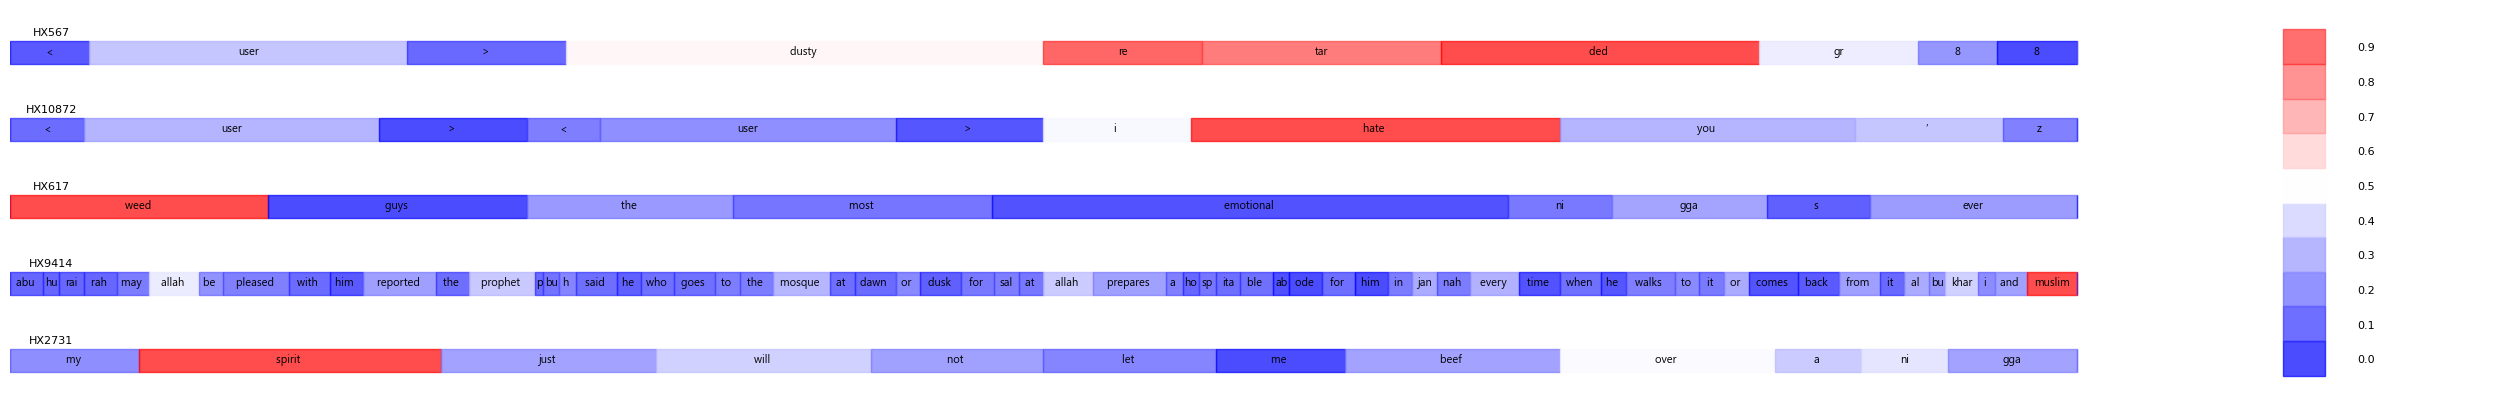 HX567
< user > dusty re tar ded gr 8 8
HX10872
< user > < user > i hate you ' z
HX617
weed guys the most emotional ni gga s ever
HX9414
abu hu rai rah may allah be pleased with him reported the prophet p bu h said he who goes to the mosque at dawn or dusk for sal at allah prepares a ho sp ita ble ab ode for him in jan nah every time when he walks to it or comes back from it al bu khar i and muslim
HX2731
my spirit just will not let me beef over a ni gga
0.9
0.8
0.7
0.6
0.5
0.4
0.3
0.2
0.1
0.0